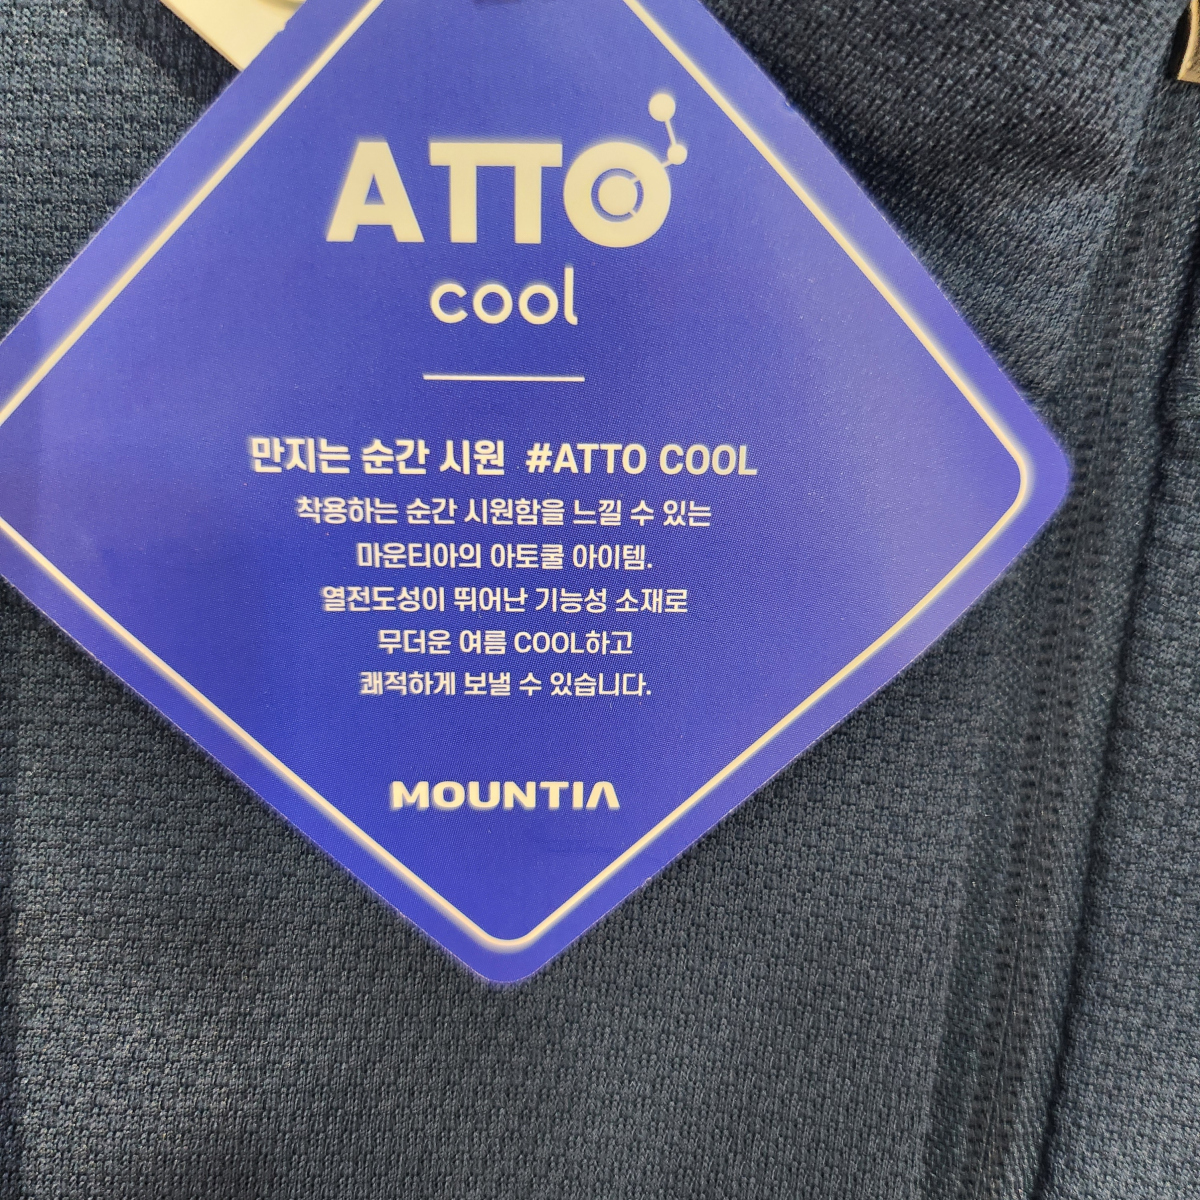 ATTO
cool
만지는 순간 시원 #ATTO COOL
착용하는 순간 시원함을 느낄 수 있는
마운티아의 아토쿨 아이템.
열전도성이 뛰어난 기능성 소재로
무더운 여름 COOL하고
쾌적하게 보낼 수 있습니다.
MOUNTIA